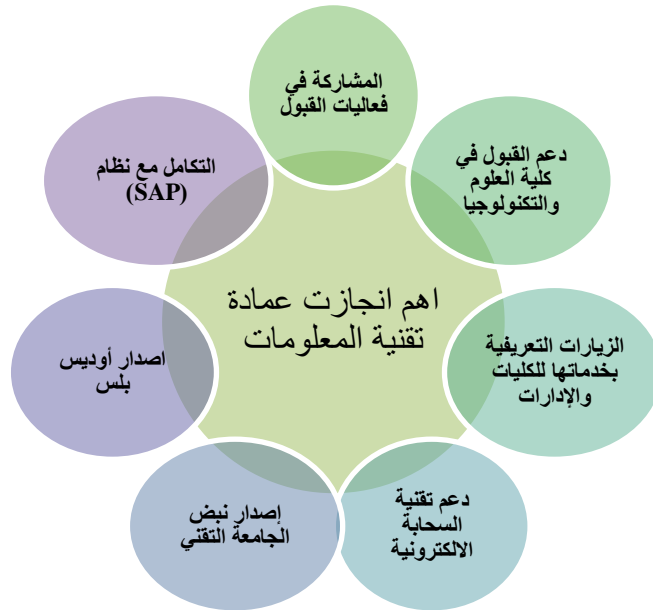 المشاركة في
فعاليات القبول
دعم القبول في
كلية العلوم
والتكنولوجيا
الزيارات التعريفية
بخدماتها للكليات
والإدارات
دعم تقنية
السحابة
الالكترونية
إصدار نبض
الجامعة التقني
اصدار أوديس
بلس
التكامل مع نظام
(SAP)
اهم انجازت عمادة
تقنية المعلومات